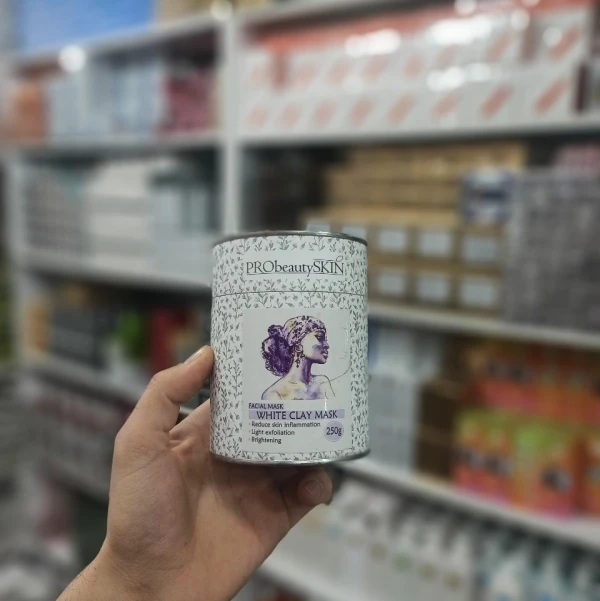 PRObeautySKIN
FACIAL MASK
WHITE CLAY MASK
· Reduce skin inflammation
· Light exfoliation
· Brightening
250g